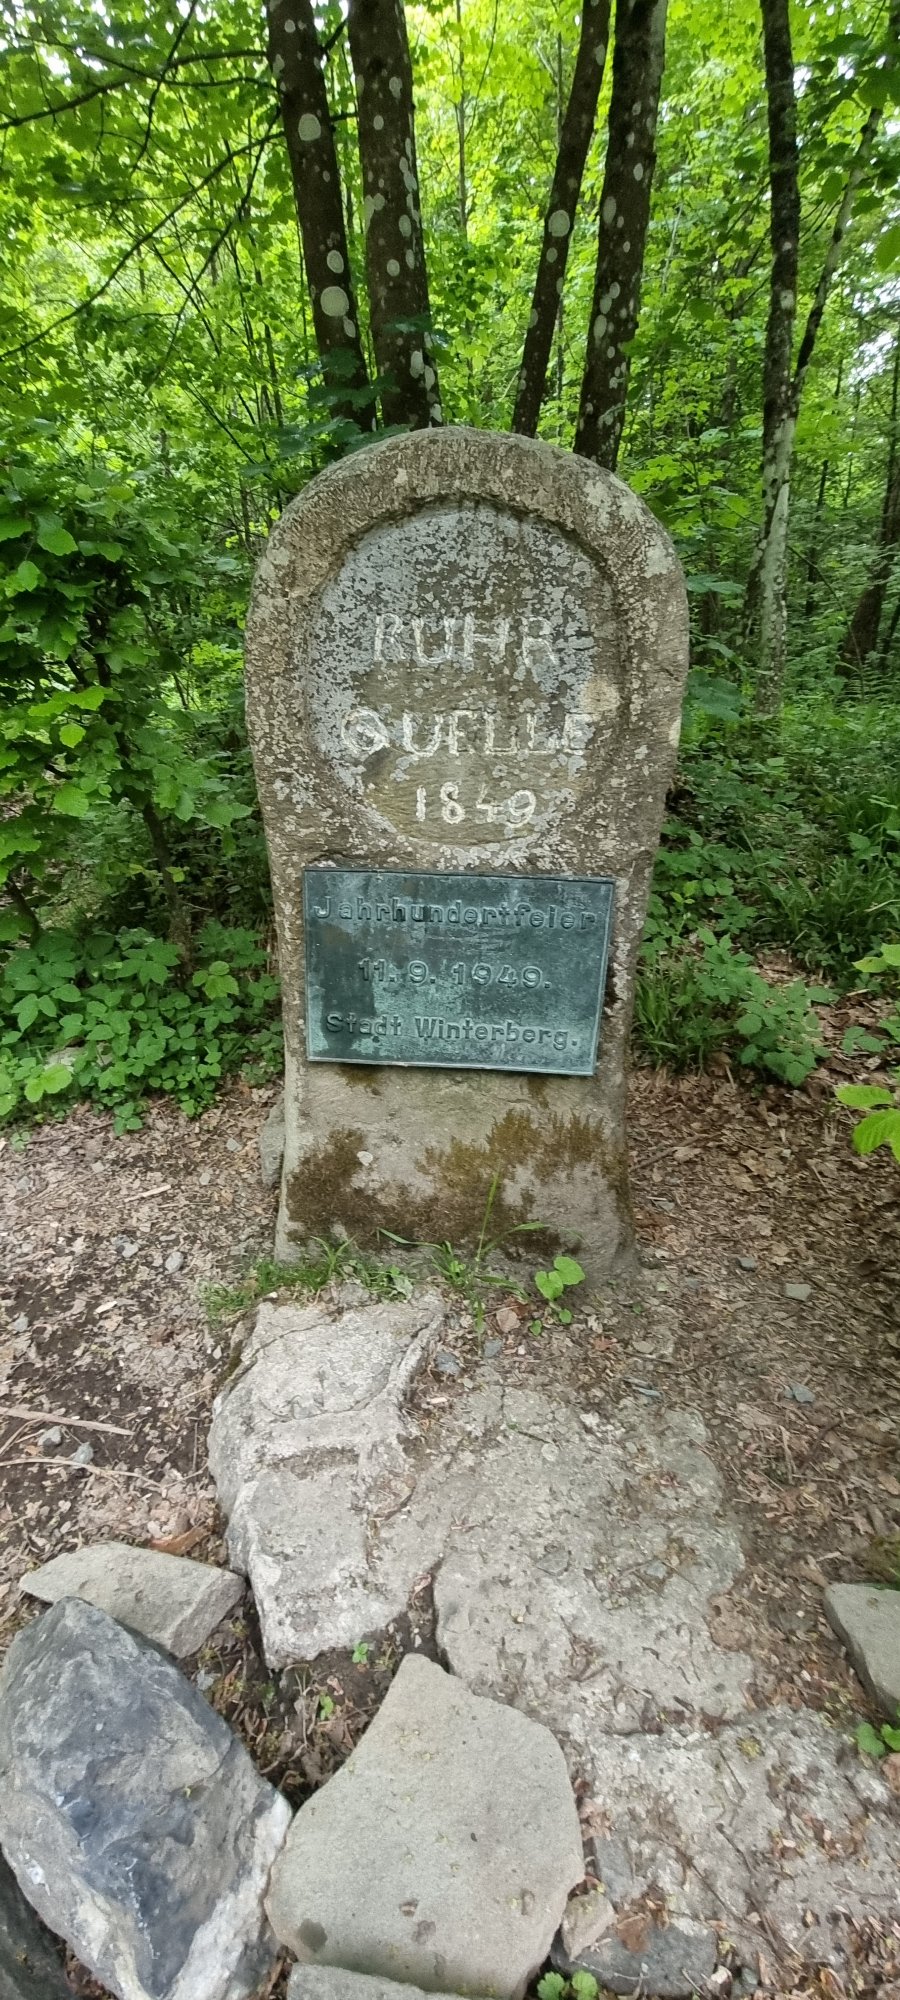 RUHR
QUELLE
1849
Jahrhundertfeier
11.9.1949.
Stadt Winterberg.